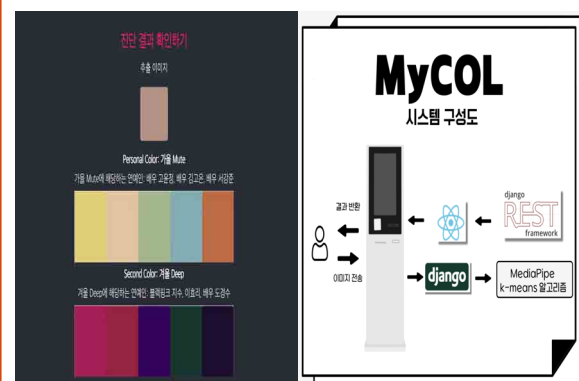 진단 결과 확인하기
추출 이미지
Personal Color: 가을 Mute
가을 Mute에 해당하는 연예인: 배우 고윤정, 배우 김고은, 배우 서강준
Second Color: 겨울 Deep
겨울 Deep에 해당하는 연예인: 블랙핑크 지수, 이효리, 배우 도경수
MyCOL
시스템 구성도
결과 반환
이미지 전송
django
REST
framework
django
MediaPipe
k-means 알고리즘